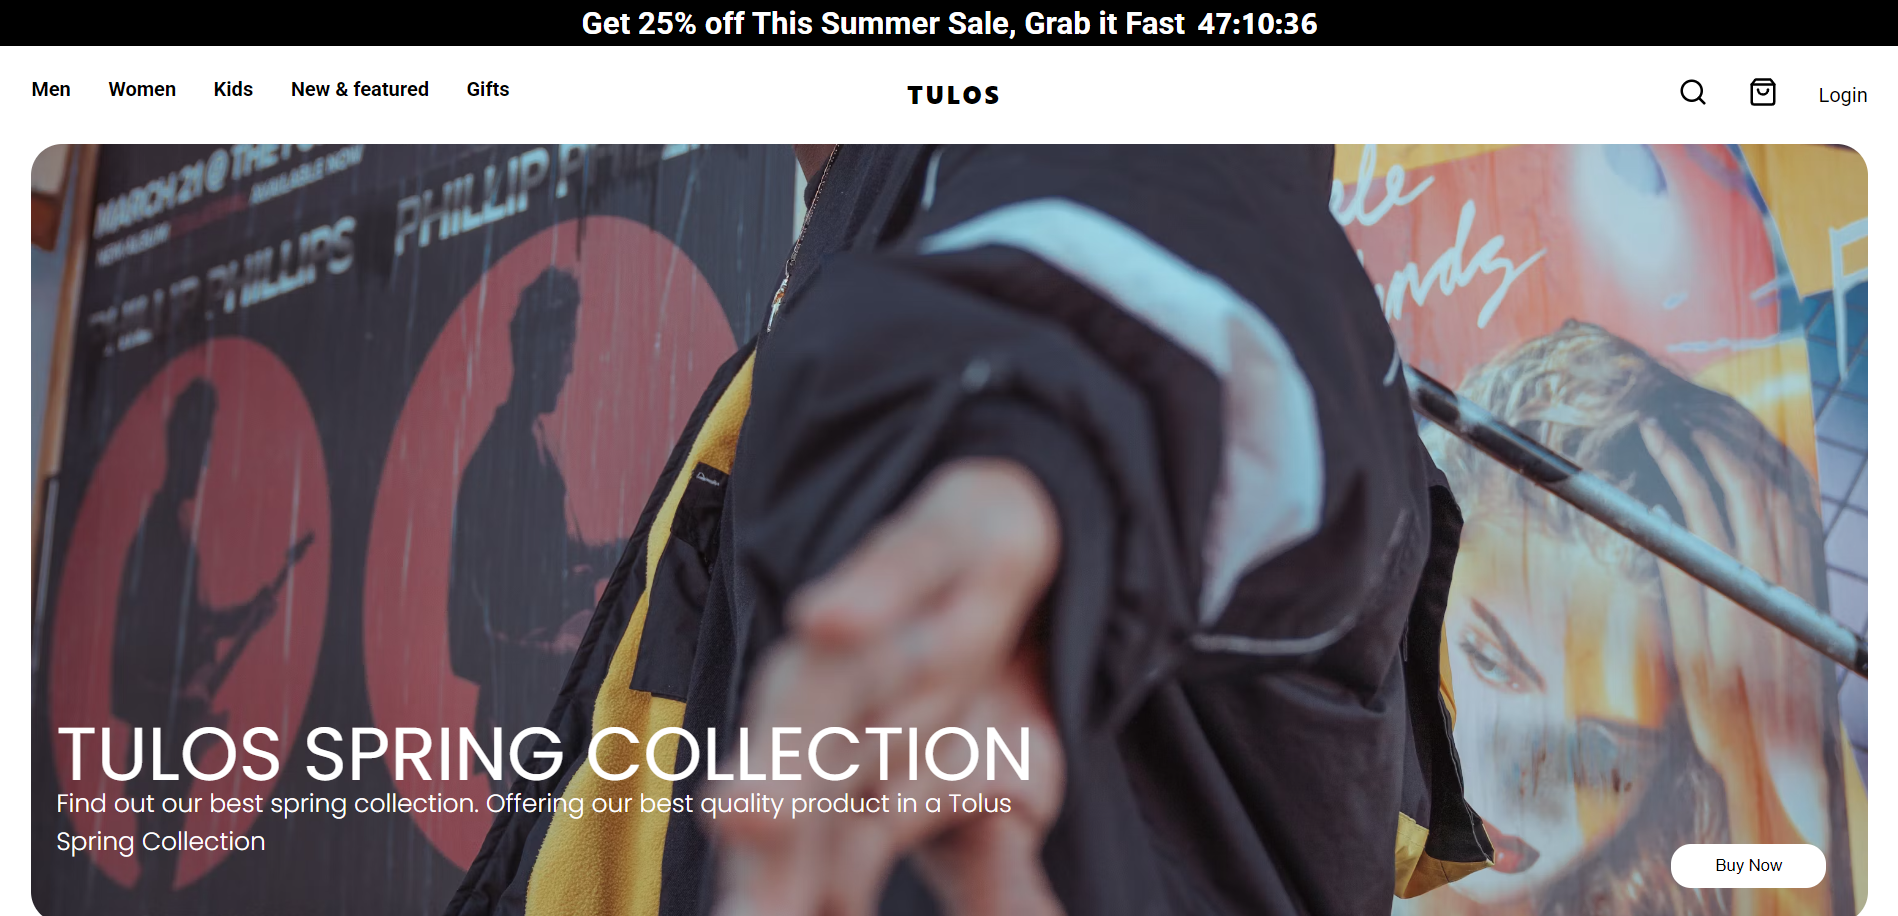 Get 25% off This Summer Sale, Grab it Fast 47:10:36
Men Women Kids New & featured Gifts
TULOS
Login
MARCH 21 @ THE
NEW ALBUM AVAILABLE NOW
PHILLIP PHILLIPS
PHILLIP
TULOS SPRING COLLECTION
Find out our best spring collection. Offering our best quality product in a Tolus
Spring Collection
Buy Now